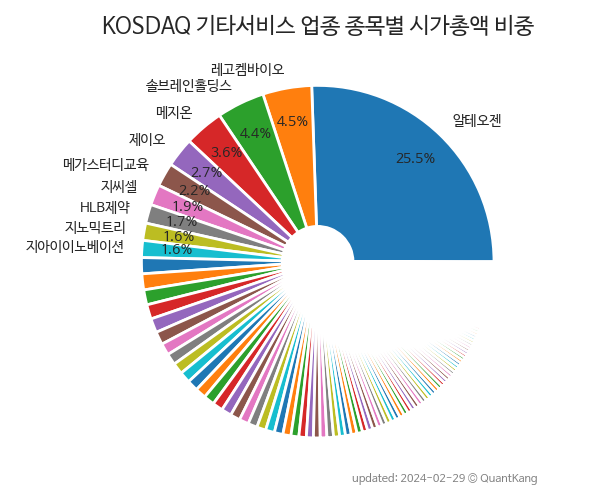 KOSDAQ 기타서비스 업종 종목별 시가총액 비중
레고켐바이오
솔브레인홀딩스
메지온
제이오
메가스터디교육
지씨셀
HLB제약
지노믹트리
지아이이노베이션
알테오젠
25.5%
4.5%
4.4%
3.6%
2.7%
2.2%
1.9%
1.7%
1.6%
1.6%
updated: 2024-02-29 © QuantKang